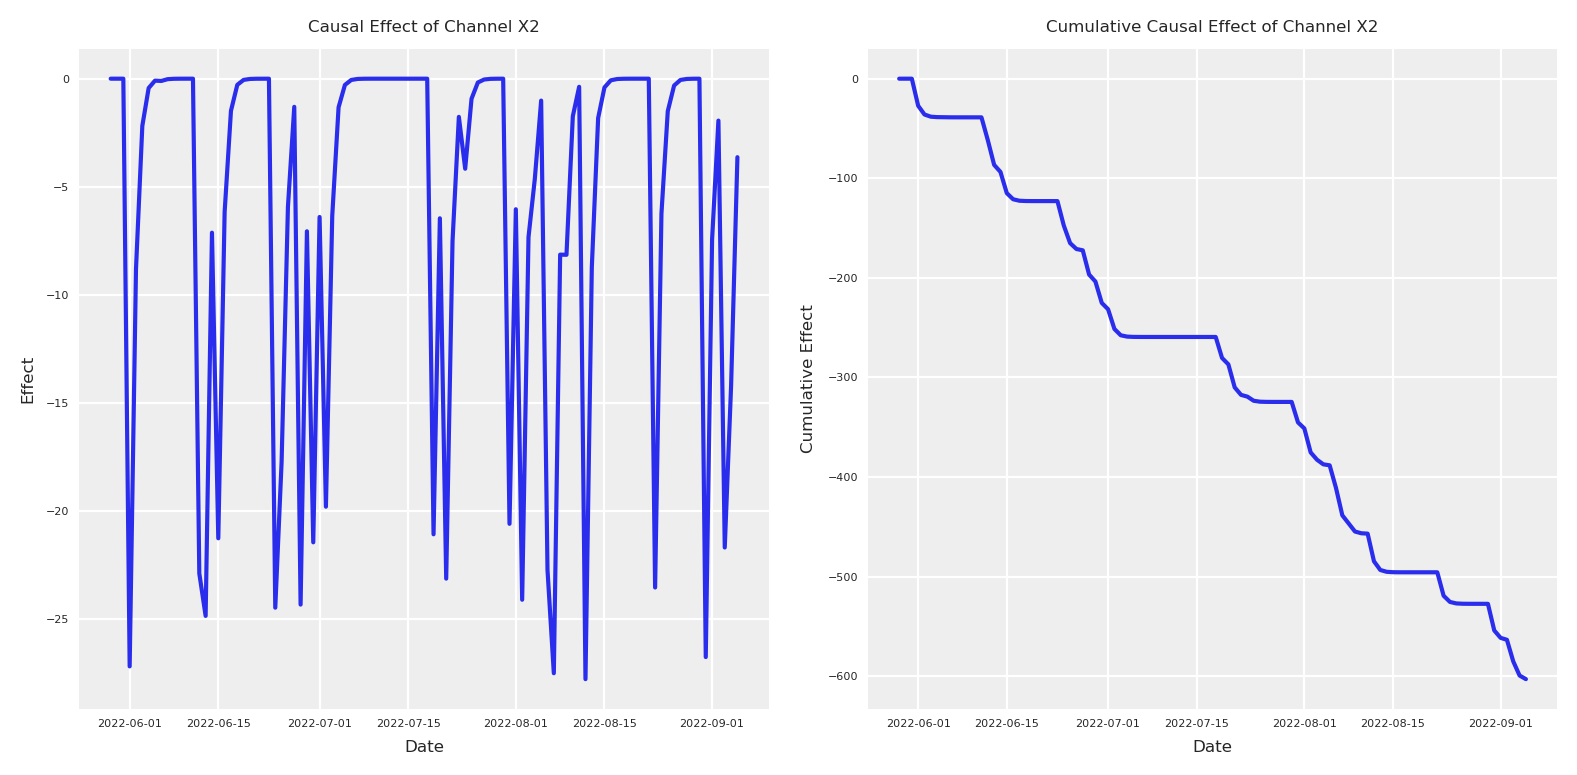 Causal Effect of Channel X2
Effect
0
−5
−10
−15
−20
−25
2022-06-01 2022-06-15 2022-07-01 2022-07-15 2022-08-01 2022-08-15 2022-09-01
Date
Cumulative Causal Effect of Channel X2
Cumulative Effect
0
−100
−200
−300
−400
−500
−600
2022-06-01 2022-06-15 2022-07-01 2022-07-15 2022-08-01 2022-08-15 2022-09-01
Date